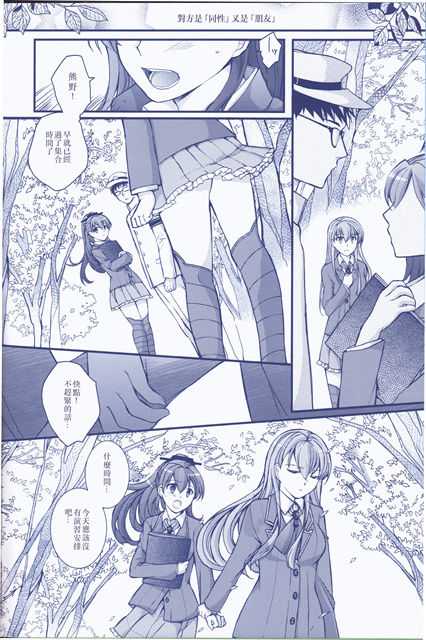 對方是「同性」又是「朋友」
熊野！
早就已經
過了集合
時間了
快點！
不趕緊的話…
什麼時間…
今天應該沒
有演習安排
吧…